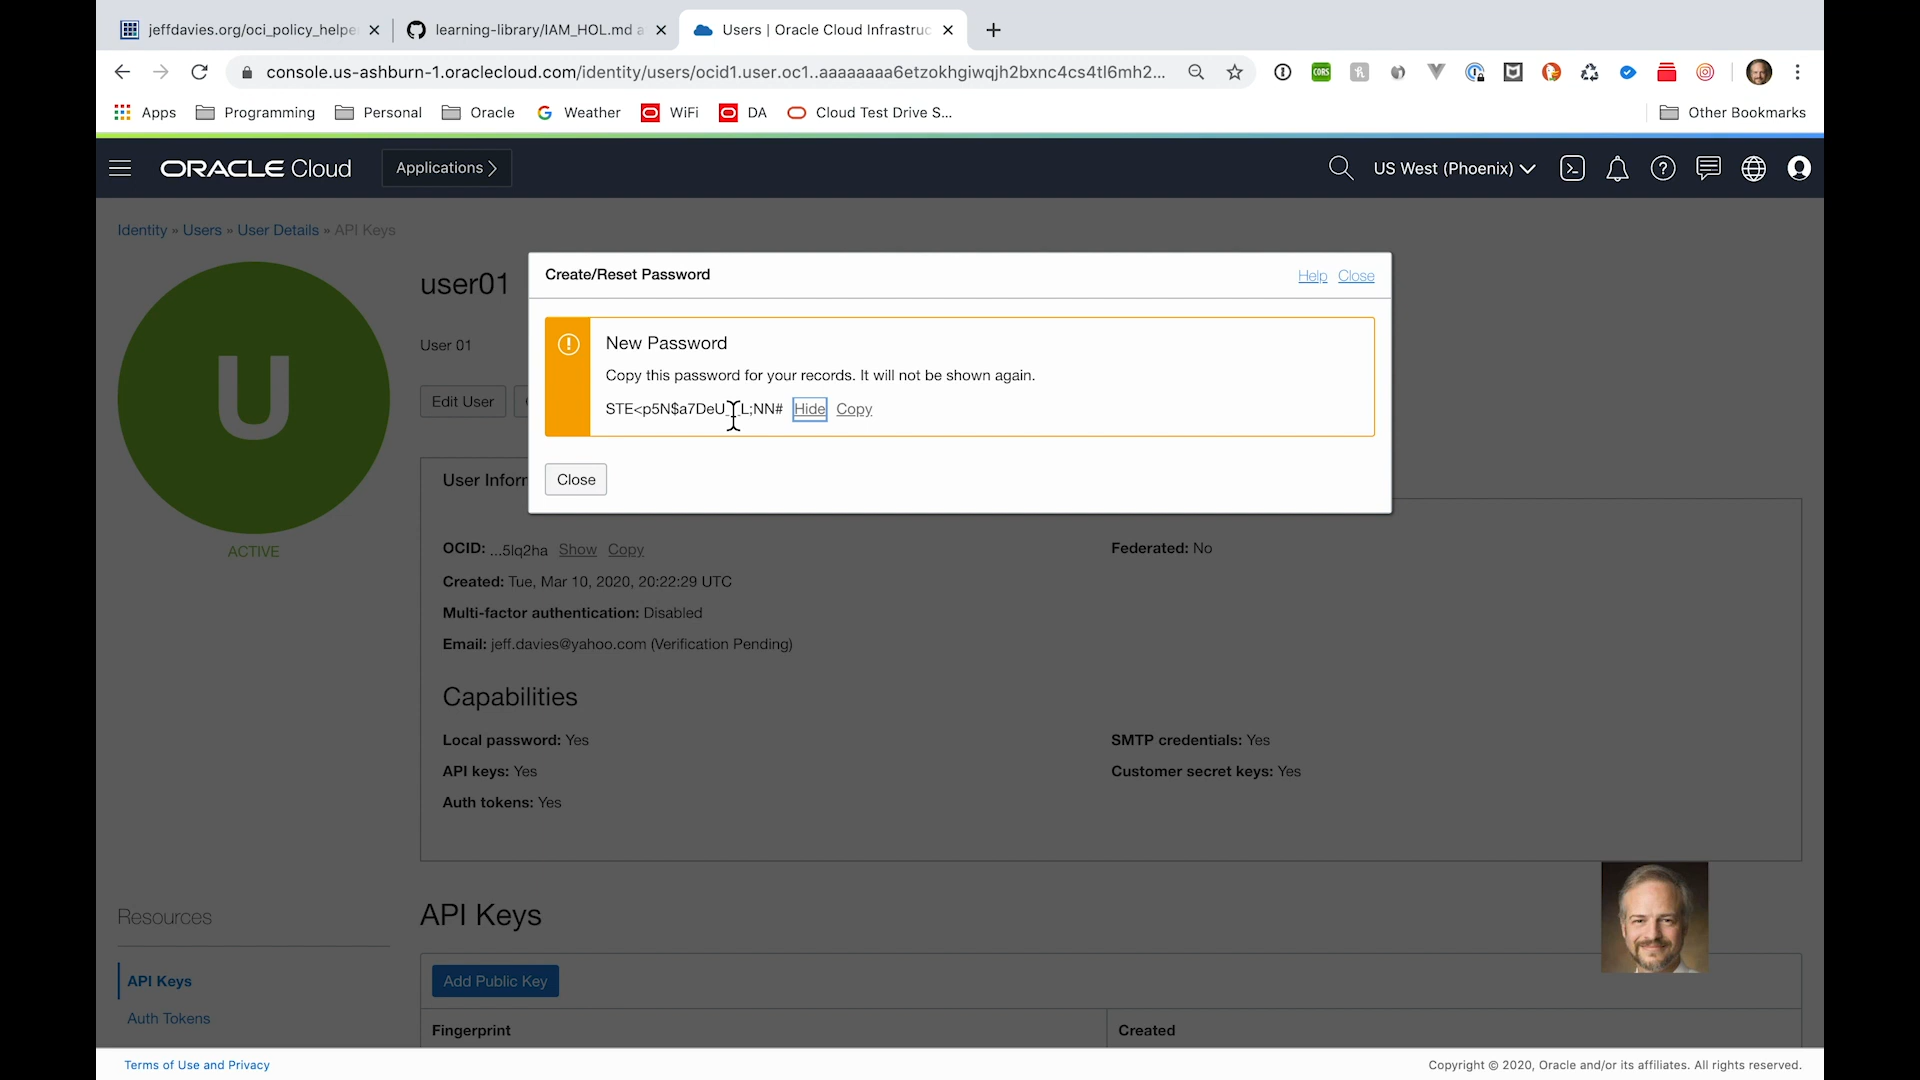 jeffdavies.org/oci_policy_helpe
learning-library/IAM_HOL.md a
Users | Oracle Cloud Infrastruc
console.us-ashburn-1.oraclecloud.com/identity/users/ocid1.user.oc1..aaaaaaaa6etzokhgiwqjh2bxnc4cs4tl6mh2...
CORS
Apps
Programming
Personal
Oracle
Weather
WiFi
DA
Cloud Test Drive S...
Other Bookmarks
ORACLE Cloud
Applications
US West (Phoenix)
Identity » Users » User Details » API Keys
U
ACTIVE
user01
User 01
Edit User
Create/Reset Password
Help Close
New Password
Copy this password for your records. It will not be shown again.
Hide Copy
Close
User Inforr
OCID: ...5lq2ha Show Copy
Federated: No
Created: Tue, Mar 10, 2020, 20:22:29 UTC
Multi-factor authentication: Disabled
Email: jeff.davies@yahoo.com (Verification Pending)
Capabilities
Local password: Yes
SMTP credentials: Yes
API keys: Yes
Customer secret keys: Yes
Auth tokens: Yes
Resources
API Keys
Auth Tokens
API Keys
Add Public Key
Fingerprint
Created
Terms of Use and Privacy
Copyright © 2020, Oracle and/or its affiliates. All rights reserved.